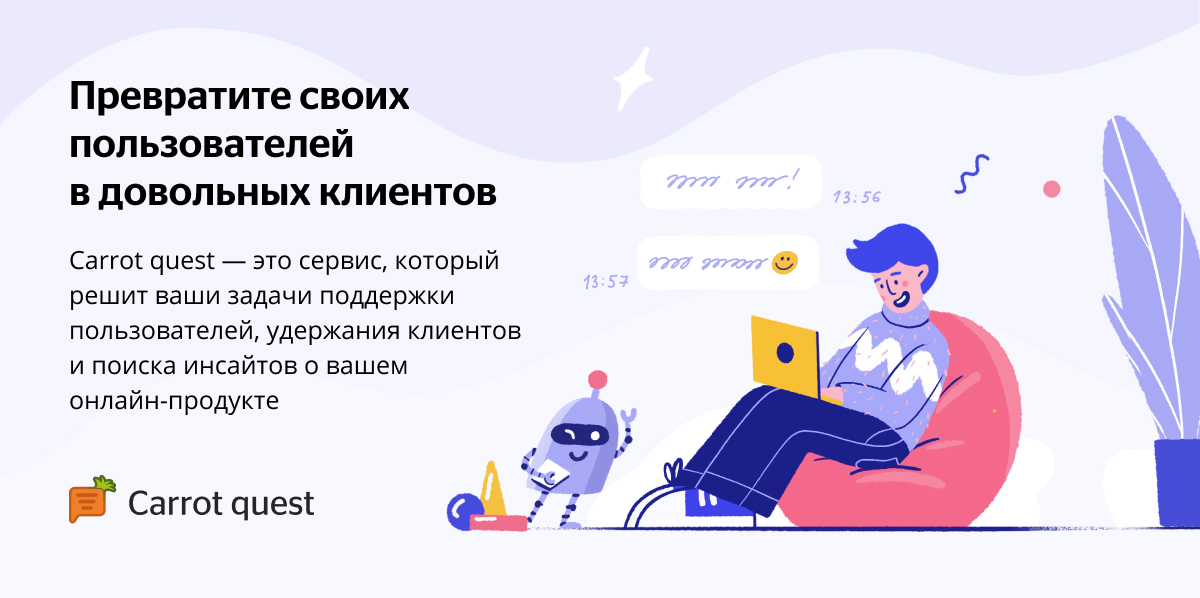 Превратите своих
пользователей
в довольных клиентов
Carrot quest — это сервис, который
решит ваши задачи поддержки
пользователей, удержания клиентов
и поиска инсайтов о вашем
онлайн-продукте
Carrot quest
13:56
13:57